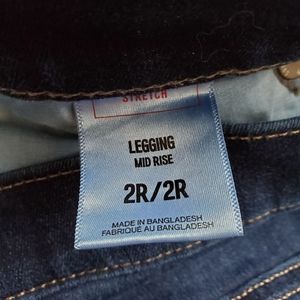 STRETCH
LEGGING
MID RISE
2R/2R
MADE IN BANGLADESH
FABRIQUÉ AU BANGLADESH